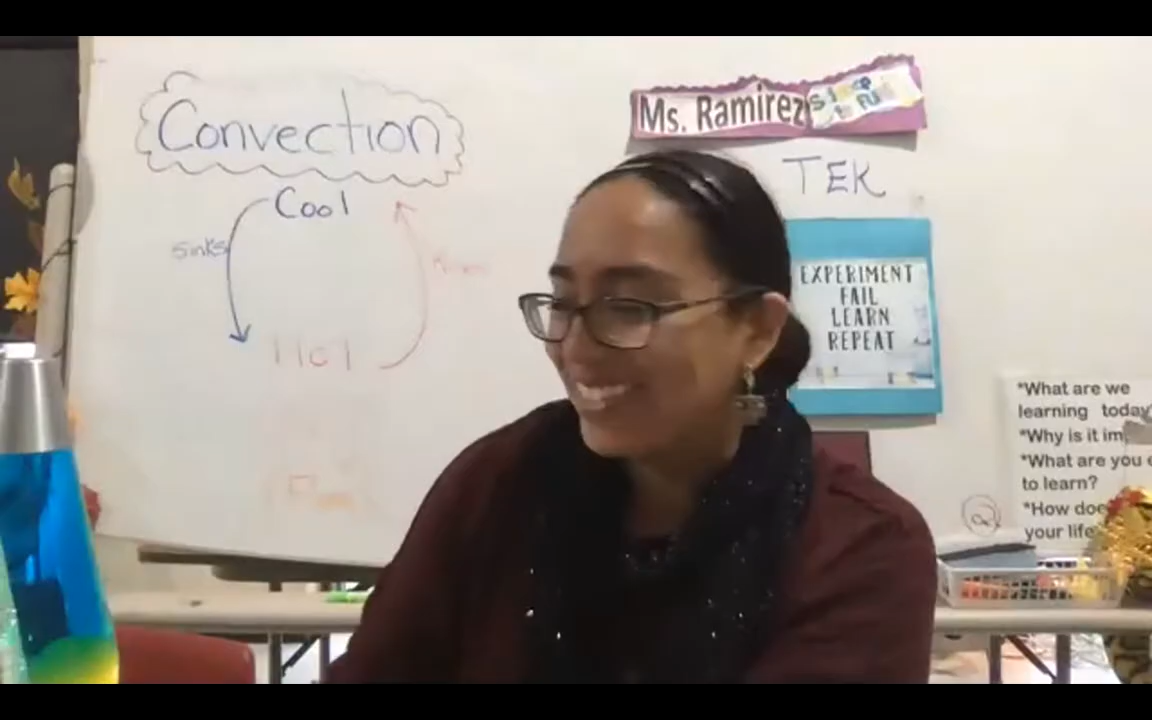 Convection
Cool
sinks
Hot
Ms. Ramirez
TEK
EXPERIMENT
FAIL
LEARN
REPEAT
*What are we
learning today
*Why is it im
*What are you e
to learn?
*How doe
your life